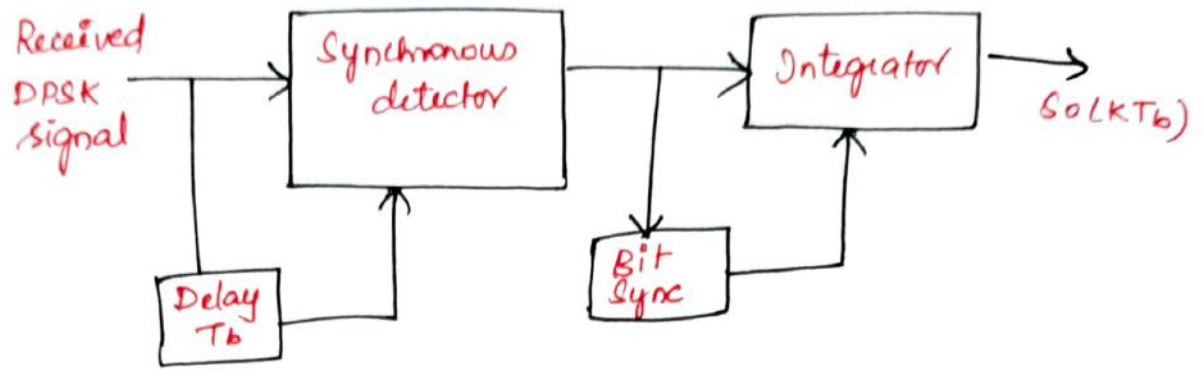 Received
DPSK
signal
Synchronous
detector
Integrator
So(KTb)
Delay
Tb
Bit
Sync